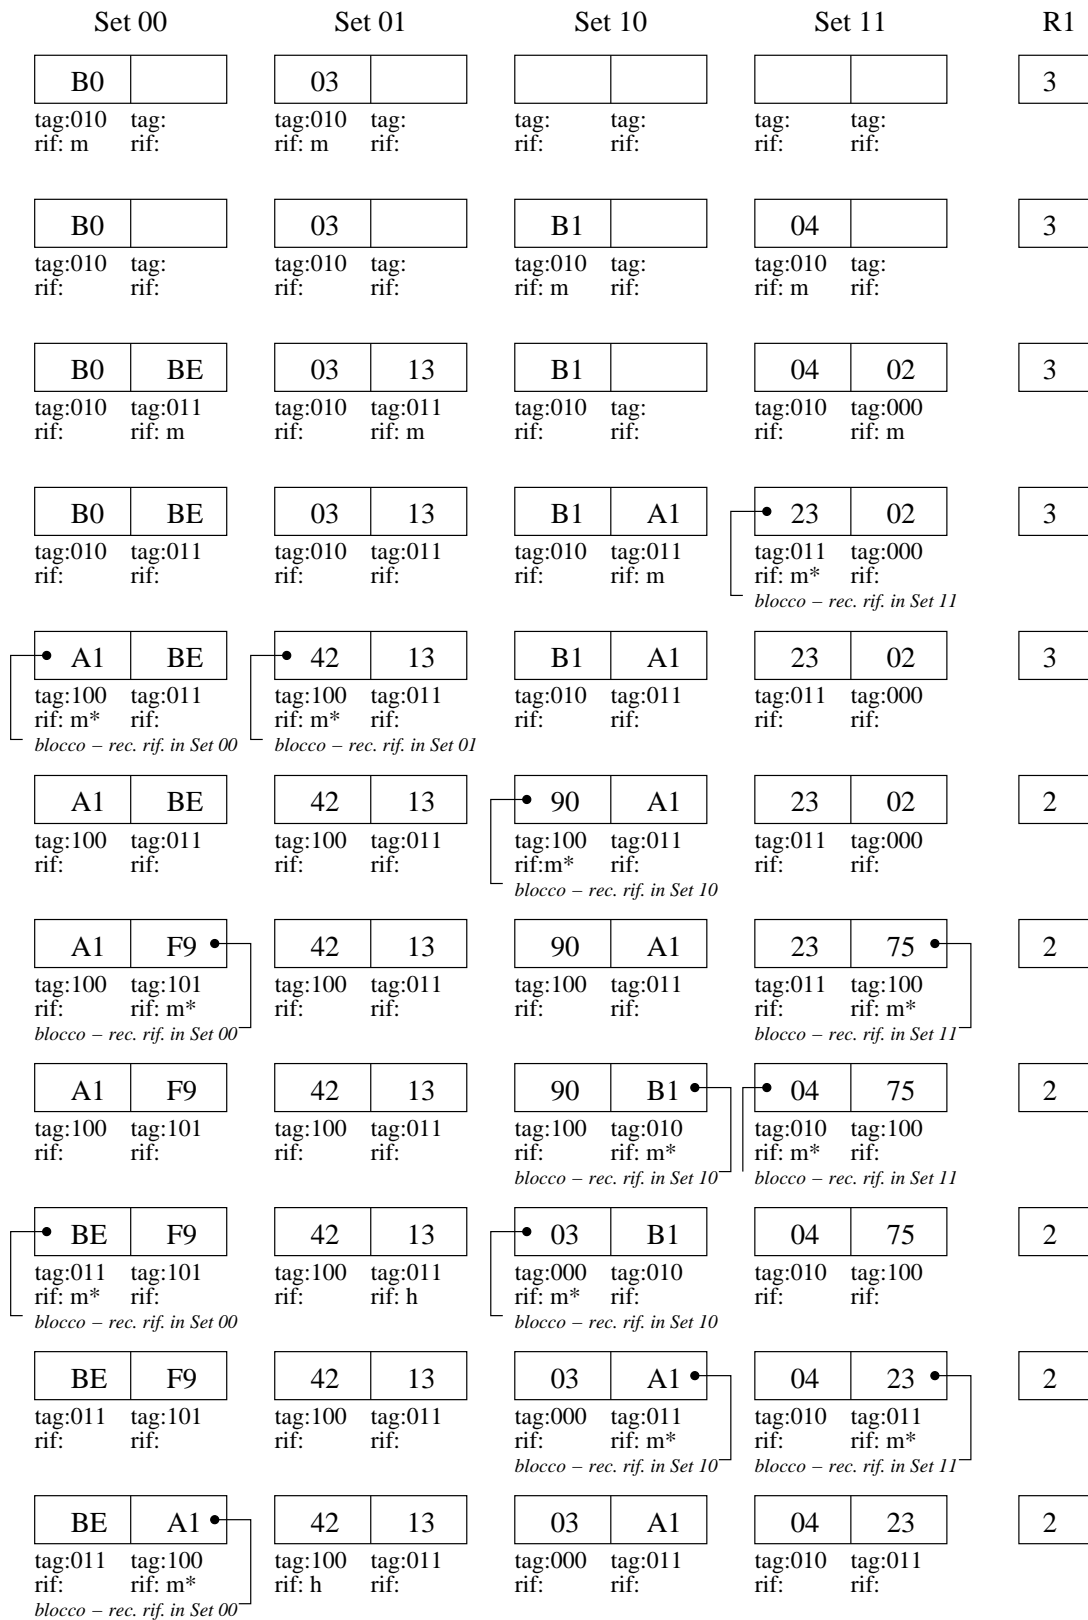 Set 00 Set 01 Set 10 Set 11 R1
B0 03 3
tag:010 tag: tag:010 tag: tag: tag: tag: tag:
rif: m rif: rif: m rif: rif: rif: rif: rif:
B0 03 B1 04 3
tag:010 tag: tag:010 tag: tag:010 tag: tag:010 tag:
rif: rif: rif: rif: rif: m rif: rif: m rif:
B0 BE 03 13 B1 04 02 3
tag:010 tag:011 tag:010 tag:011 tag:010 tag: tag:010 tag:000
rif: rif: m rif: rif: m rif: rif: rif: rif: m
B0 BE 03 13 B1 A1 23 02 3
tag:010 tag:011 tag:010 tag:011 tag:010 tag:011 tag:011 tag:000
rif: rif: rif: rif: rif: rif: m rif: m* rif:
blocco – rec. rif. in Set 11
A1 BE 42 13 B1 A1 23 02 3
tag:100 tag:011 tag:100 tag:011 tag:010 tag:011 tag:011 tag:000
rif: m* rif: rif: m* rif: rif: rif: rif: rif:
blocco – rec. rif. in Set 00 blocco – rec. rif. in Set 01
A1 BE 42 13 90 A1 23 02 2
tag:100 tag:011 tag:100 tag:011 tag:100 tag:011 tag:011 tag:000
rif: rif: rif: rif: rif:m* rif: rif: rif:
blocco – rec. rif. in Set 10
A1 F9 42 13 90 A1 23 75 2
tag:100 tag:101 tag:100 tag:011 tag:100 tag:011 tag:011 tag:100
rif: rif: m* rif: rif: rif: rif: rif: rif: m*
blocco – rec. rif. in Set 00 blocco – rec. rif. in Set 11
A1 F9 42 13 90 B1 04 75 2
tag:100 tag:101 tag:100 tag:011 tag:100 tag:010 tag:010 tag:100
rif: rif: rif: rif: rif: rif: m* rif: m* rif:
blocco – rec. rif. in Set 10 blocco – rec. rif. in Set 11
BE F9 42 13 03 B1 04 75 2
tag:011 tag:101 tag:100 tag:011 tag:000 tag:010 tag:010 tag:100
rif: m* rif: rif: rif: h rif: m* rif: rif: rif:
blocco – rec. rif. in Set 00 blocco – rec. rif. in Set 10
BE F9 42 13 03 A1 04 23 2
tag:011 tag:101 tag:100 tag:011 tag:000 tag:011 tag:010 tag:011
rif: rif: rif: rif: rif: rif: m* rif: rif: m*
blocco – rec. rif. in Set 10 blocco – rec. rif. in Set 11
BE A1 42 13 03 A1 04 23 2
tag:011 tag:100 tag:100 tag:011 tag:000 tag:011 tag:010 tag:011
rif: rif: m* rif: h rif: rif: rif: rif: rif:
blocco – rec. rif. in Set 00